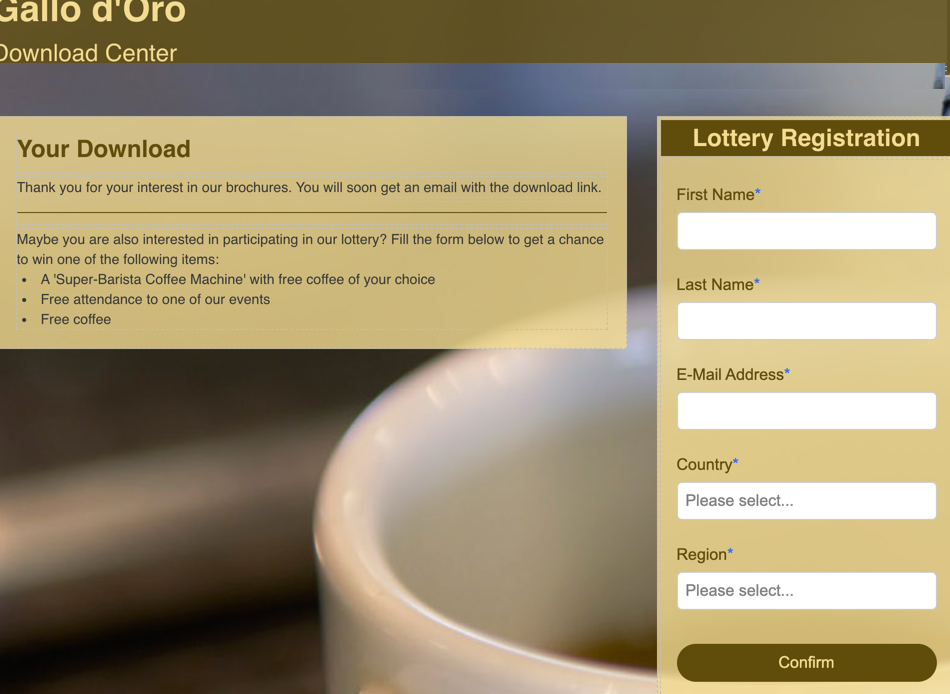 Gallo d'Oro
Download Center
Your Download
Thank you for your interest in our brochures. You will soon get an email with the download link.
Maybe you are also interested in participating in our lottery? Fill the form below to get a chance
to win one of the following items:
• A 'Super-Barista Coffee Machine' with free coffee of your choice
• Free attendance to one of our events
• Free coffee
Lottery Registration
First Name*
Last Name*
E-Mail Address*
Country*
Please select...
Region*
Please select...
Confirm